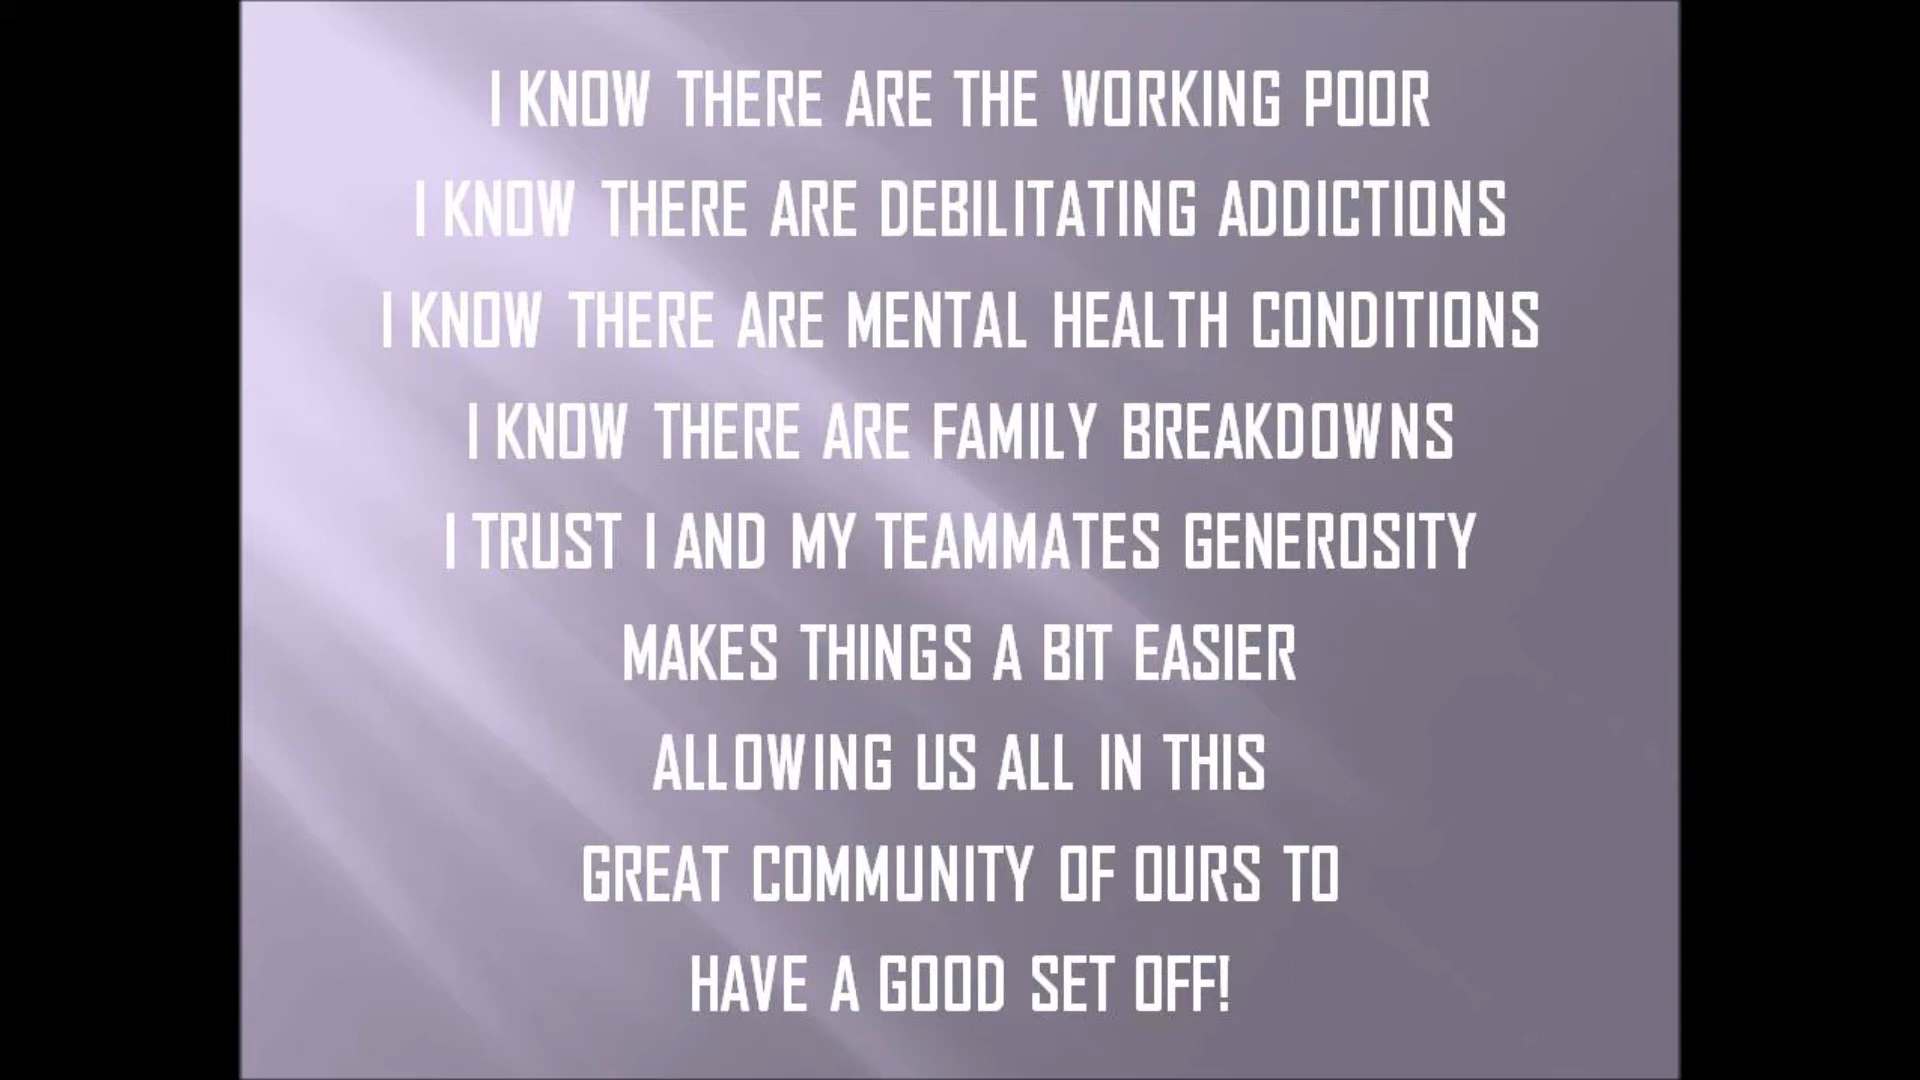 I KNOW THERE ARE THE WORKING POOR
I KNOW THERE ARE DEBILITATING ADDICTIONS
I KNOW THERE ARE MENTAL HEALTH CONDITIONS
I KNOW THERE ARE FAMILY BREAKDOWNS
I TRUST I AND MY TEAMMATES GENEROSITY
MAKES THINGS A BIT EASIER
ALLOWING US ALL IN THIS
GREAT COMMUNITY OF OURS TO
HAVE A GOOD SET OFF!